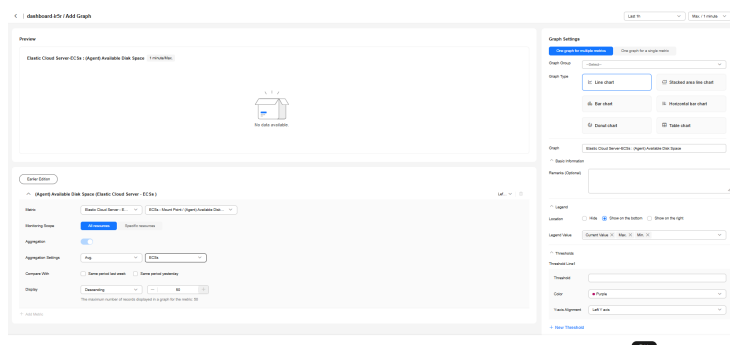 dashboard-lr5r / Add Graph
Last 1h
Max. / 1 minute
Preview
Elastic Cloud Server-ECSs : (Agent) Available Disk Space 1 minute/Max.
No data available.
Graph Settings
One graph for multiple metrics
One graph for a single metric
Graph Group
--Select--
Graph Type
Line chart
Stacked area line chart
Bar chart
Horizontal bar chart
Donut chart
Table chart
Graph
Elastic Cloud Server-ECSs : (Agent) Available Disk Space
Basic Information
Remarks (Optional)
Legend
Location
Hide
Show on the bottom
Show on the right
Legend Value
Current Value × Max. × Min. ×
Thresholds
Threshold Line1
Threshold
Color
Purple
Y-axis Alignment
Left Y axis
+ New Threshold
Earlier Edition
(Agent) Available Disk Space (Elastic Cloud Server - ECSs )
Lef...
Metric
Elastic Cloud Server - E...
ECSs - Mount Point / (Agent) Available Disk ...
Monitoring Scope
All resources
Specific resources
Aggregation
Aggregation Settings
Avg.
ECSs
Compare With
Same period last week
Same period yesterday
Display
Descending
− 50 +
The maximum number of records displayed in a graph for the metric: 50
+ Add Metric